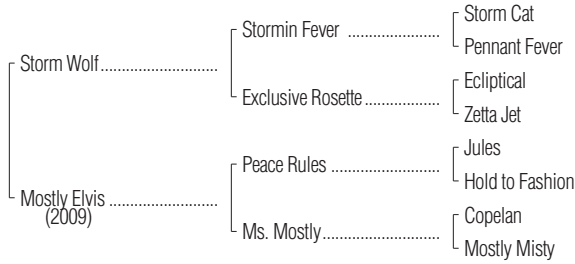 Storm Cat
Stormin Fever ....................
Pennant Fever
Storm Wolf..........................
Ecliptical
Exclusive Rosette ................
Zetta Jet
Jules
Peace Rules .......................
Hold to Fashion
Mostly Elvis ........................
(2009)
Copelan
Ms. Mostly.........................
Mostly Misty